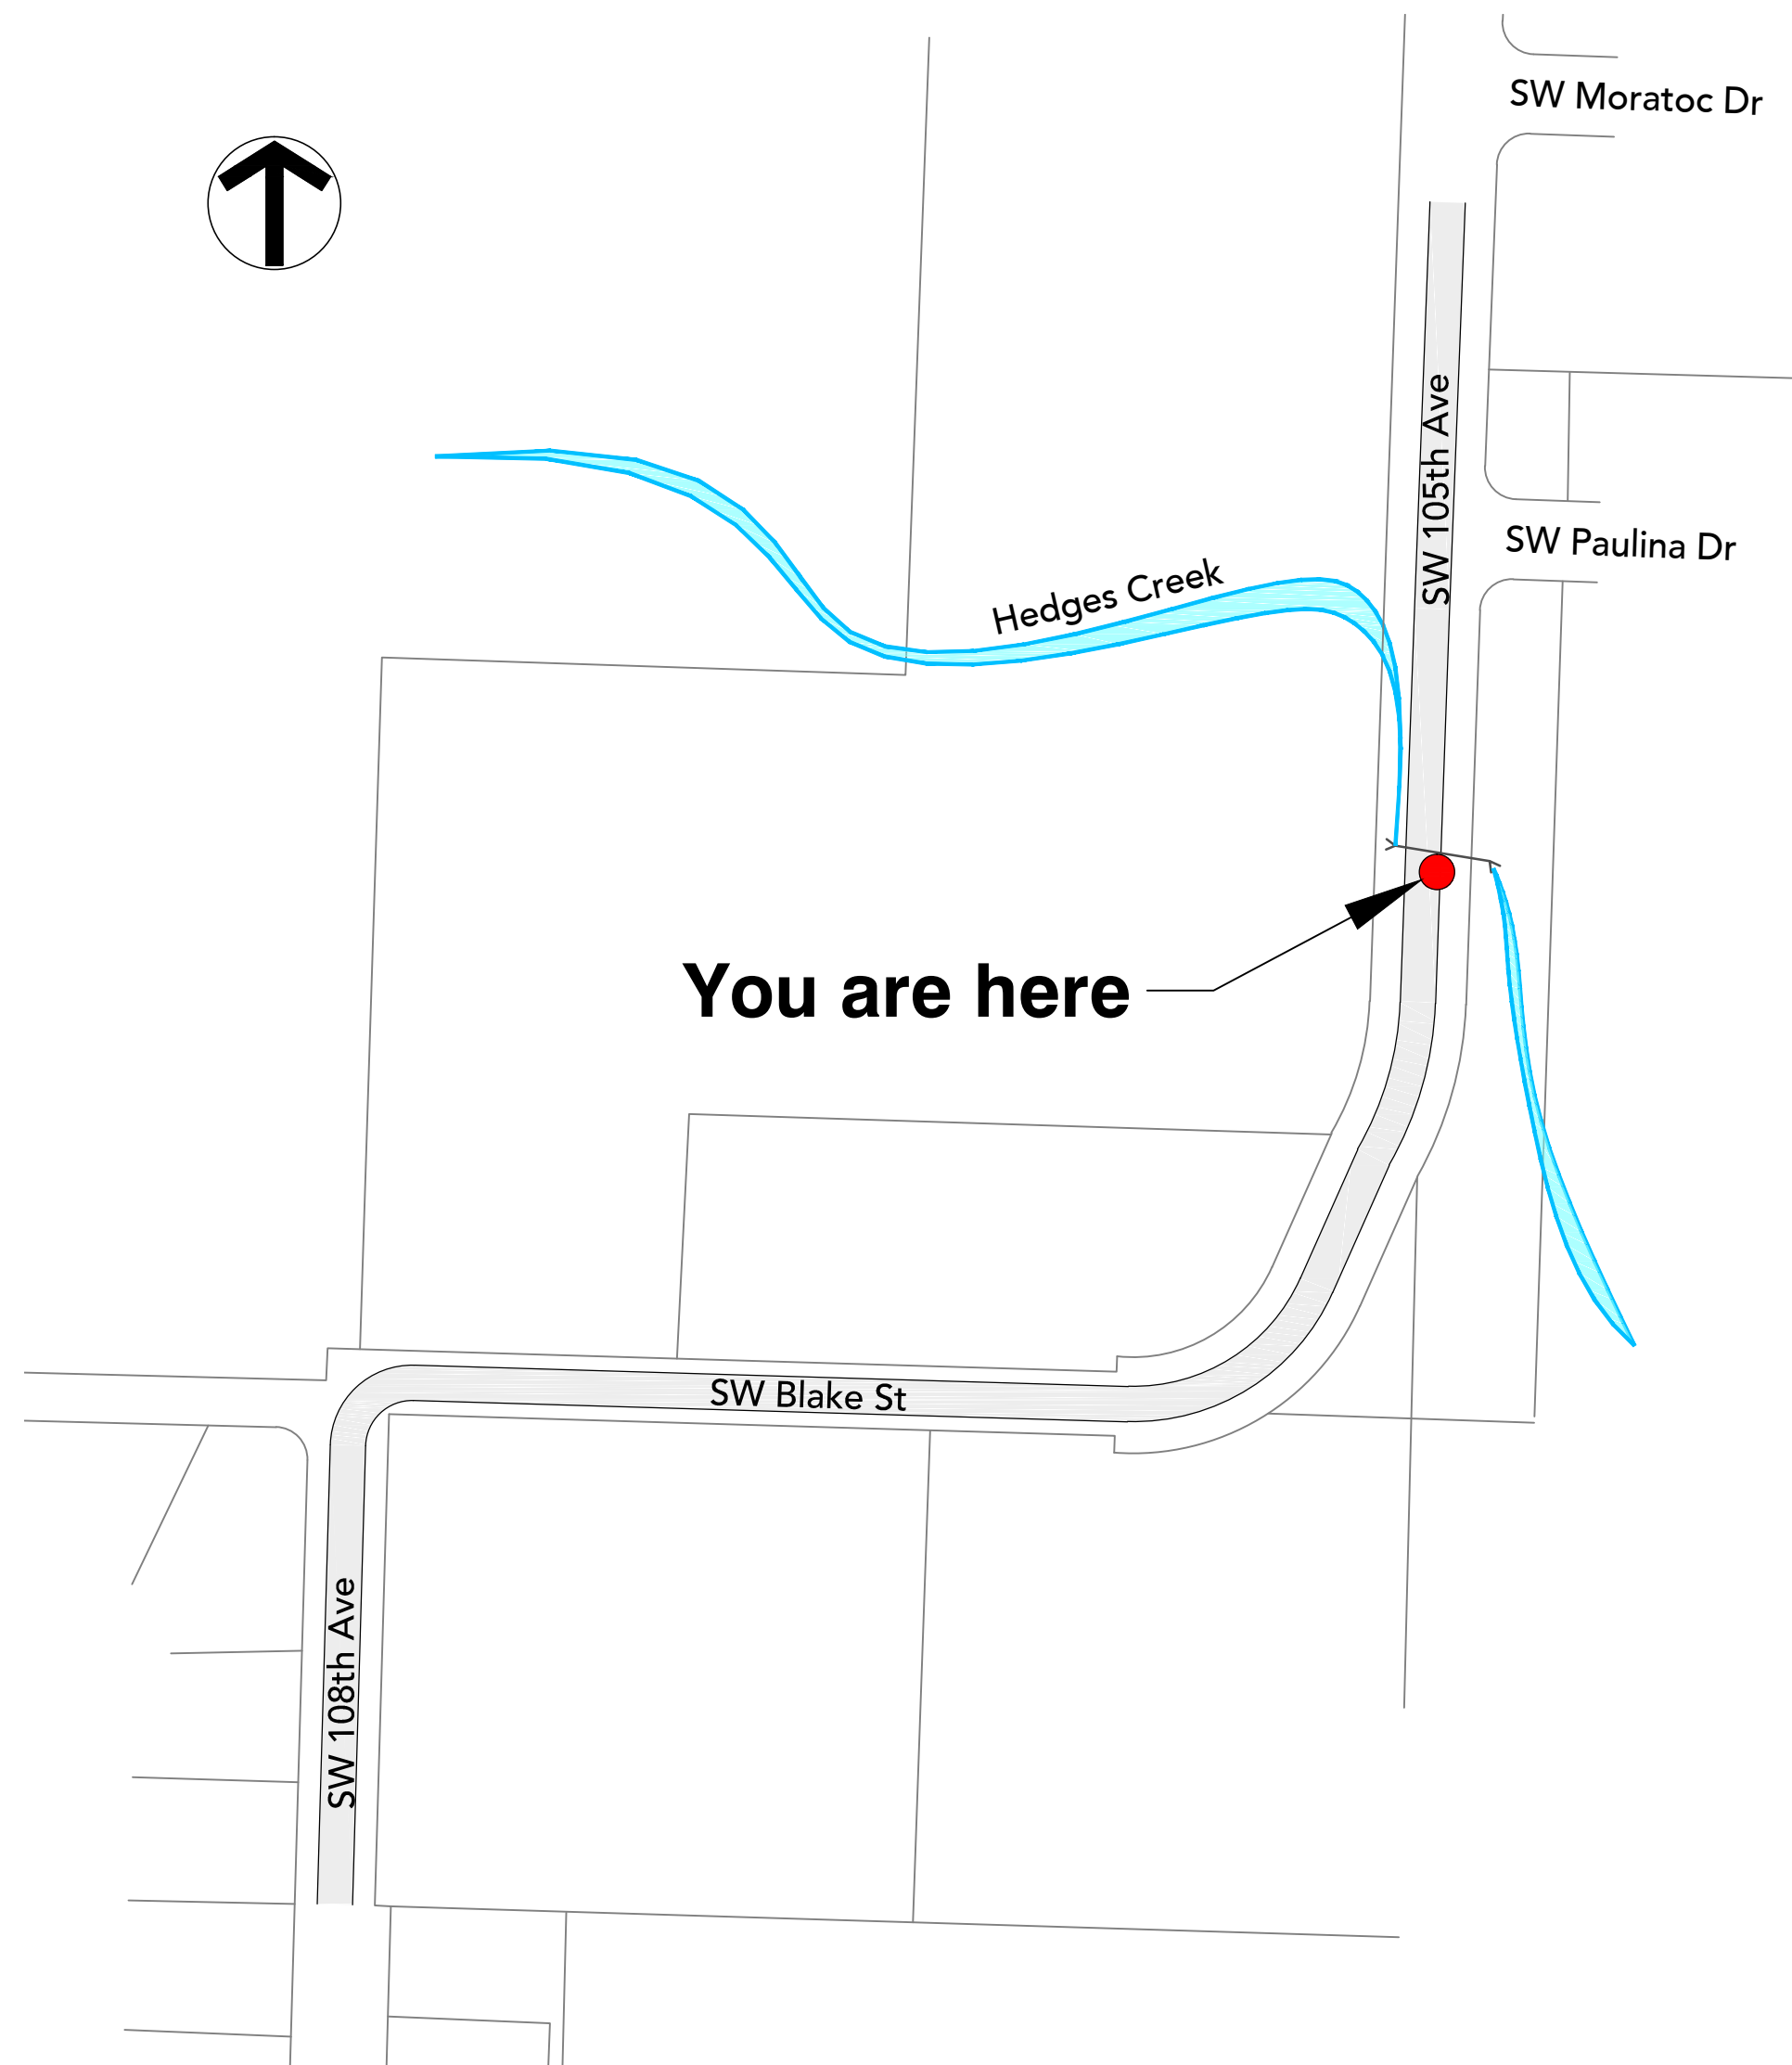 SW Moratoc Dr
SW 105th Ave
SW Paulina Dr
Hedges Creek
You are here
SW Blake St
SW 108th Ave